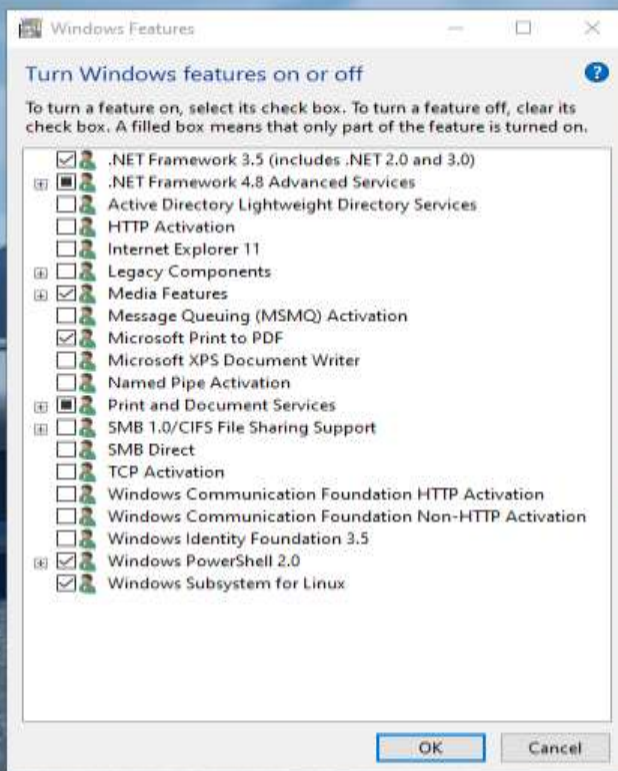 Windows Features
Turn Windows features on or off
To turn a feature on, select its check box. To turn a feature off, clear its
check box. A filled box means that only part of the feature is turned on.
.NET Framework 3.5 (includes .NET 2.0 and 3.0)
.NET Framework 4.8 Advanced Services
Active Directory Lightweight Directory Services
HTTP Activation
Internet Explorer 11
Legacy Components
Media Features
Message Queuing (MSMQ) Activation
Microsoft Print to PDF
Microsoft XPS Document Writer
Named Pipe Activation
Print and Document Services
SMB 1.0/CIFS File Sharing Support
SMB Direct
TCP Activation
Windows Communication Foundation HTTP Activation
Windows Communication Foundation Non-HTTP Activation
Windows Identity Foundation 3.5
Windows PowerShell 2.0
Windows Subsystem for Linux
OK Cancel